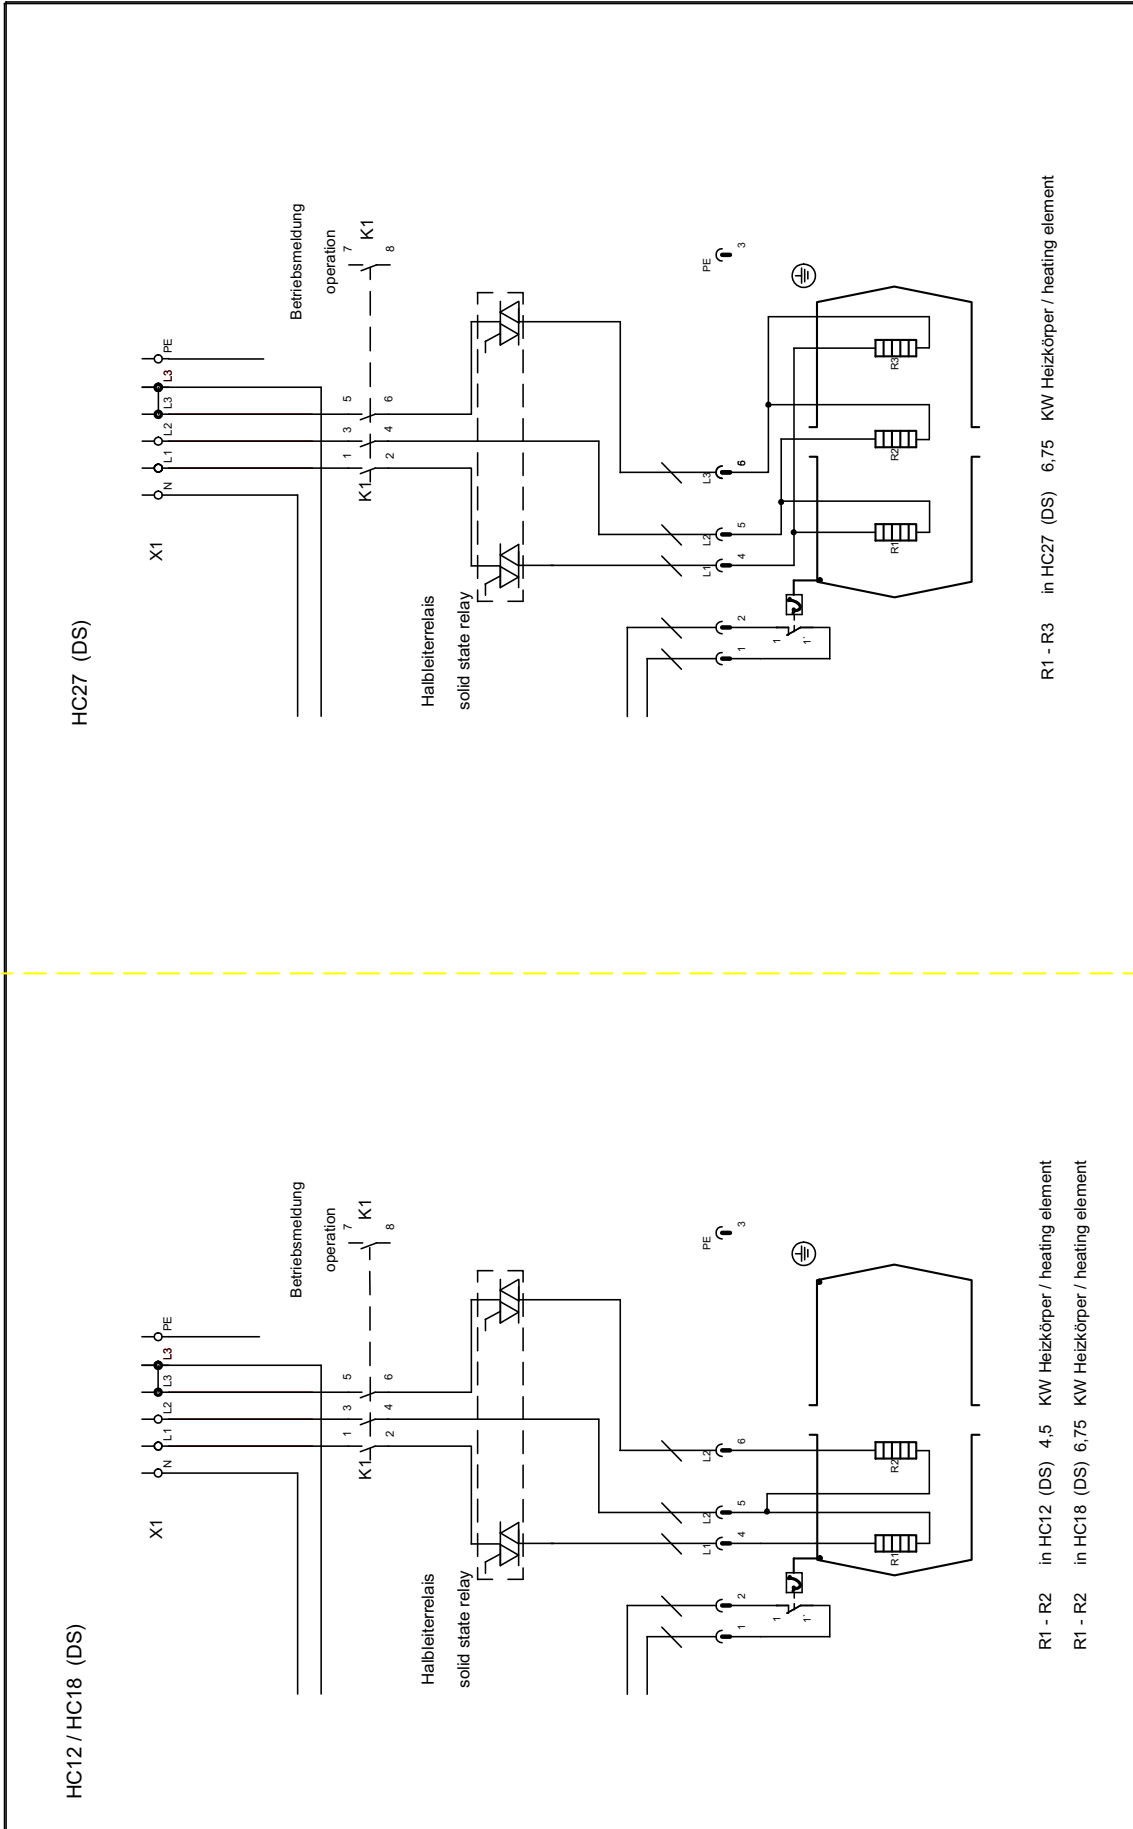 HC12 / HC18 (DS)
X1
N
L1
L2
L3
L3
PE
Betriebsmeldung
operation
K1
7
8
K1
1
2
3
4
5
6
Halbleiterrelais
solid state relay
1
2
L1
4
L2
5
L2
6
PE
3
1
1'
R1
R2
R1 - R2 in HC12 (DS) 4,5 KW Heizkörper / heating element
R1 - R2 in HC18 (DS) 6,75 KW Heizkörper / heating element
HC27 (DS)
X1
N
L1
L2
L3
L3
PE
Betriebsmeldung
operation
K1
7
8
K1
1
2
3
4
5
6
Halbleiterrelais
solid state relay
1
2
L1
4
L2
5
L3
6
PE
3
1
1'
R1
R2
R3
R1 - R3 in HC27 (DS) 6,75 KW Heizkörper / heating element